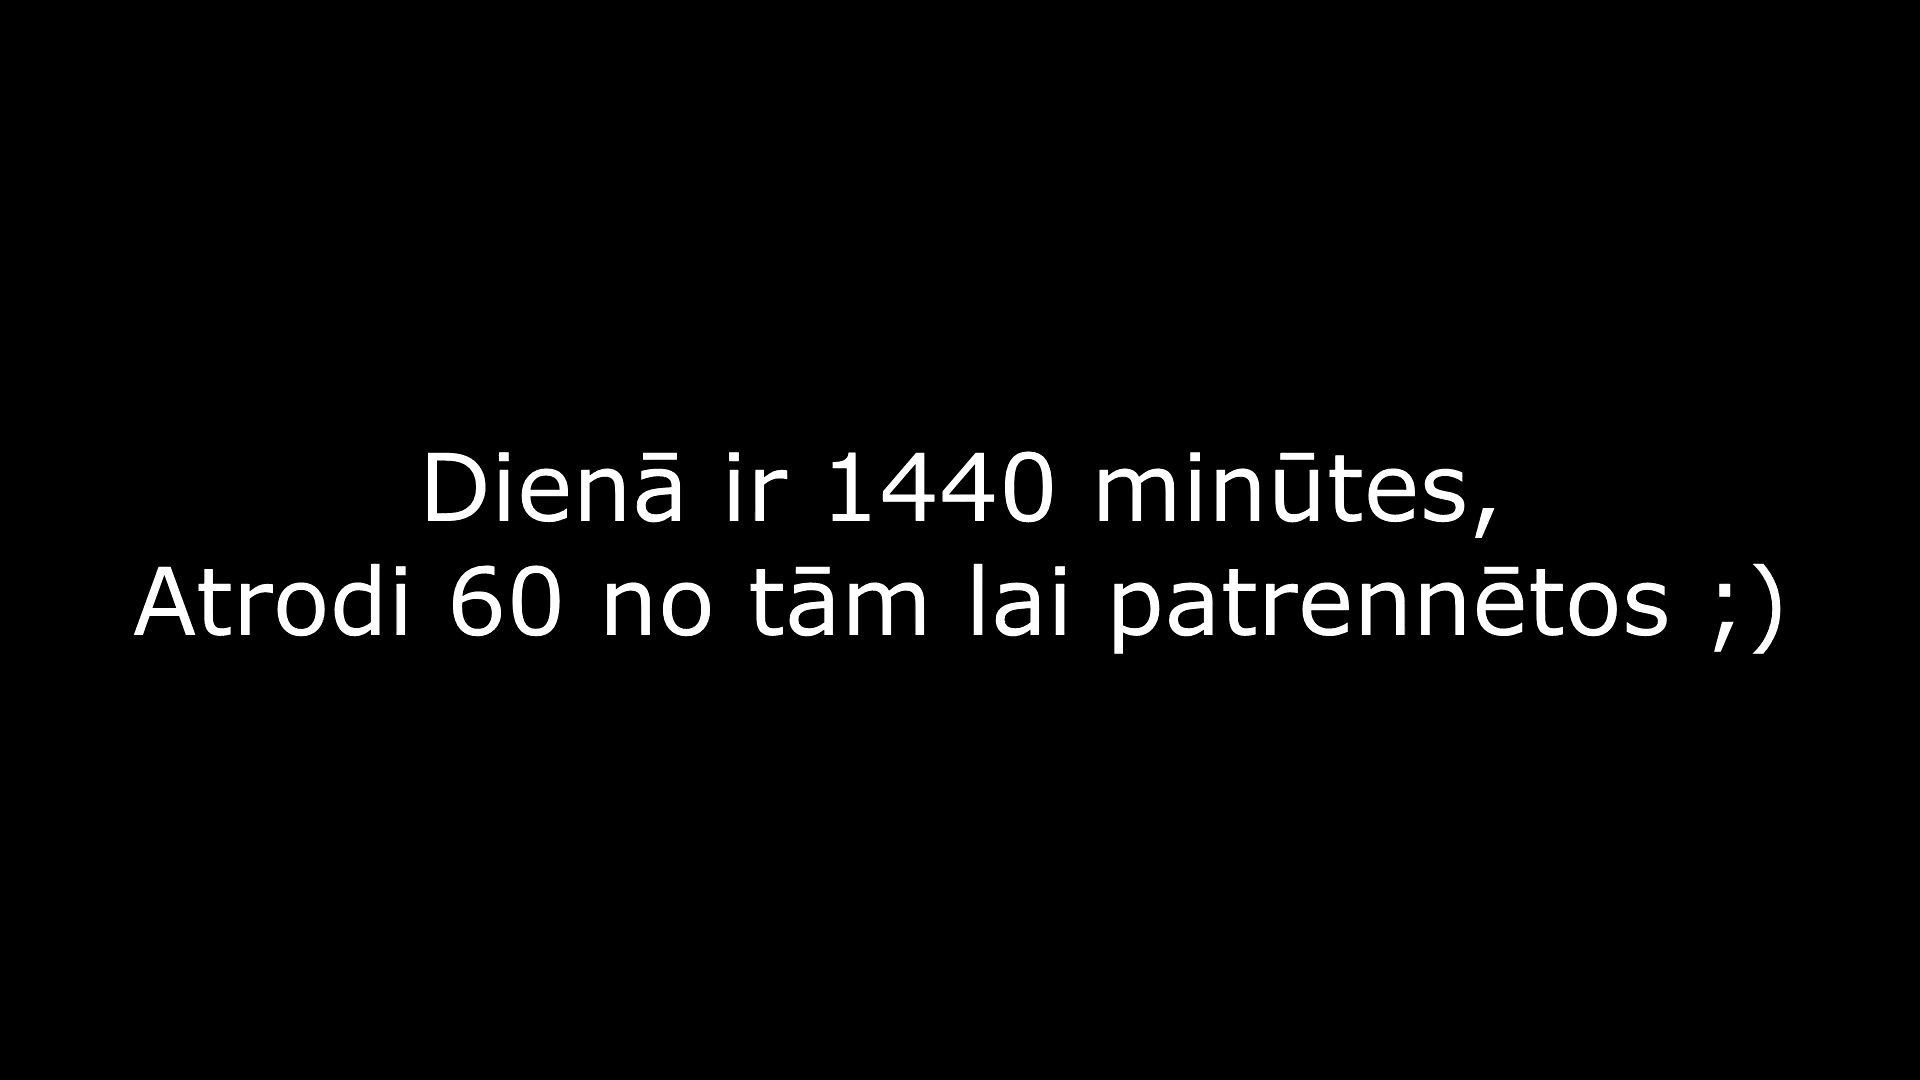 Dienā ir 1440 minūtes,
Atrodi 60 no tām lai patrennētos ;)